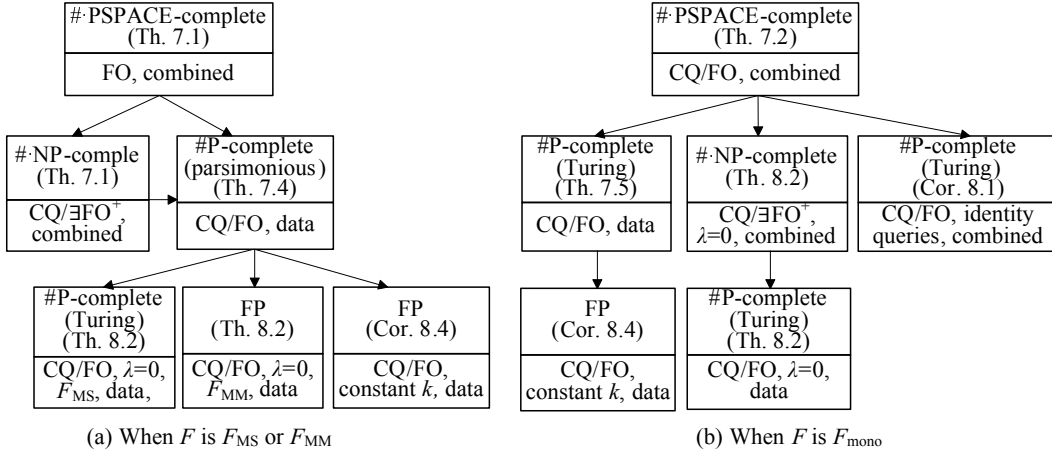 #·PSPACE-complete
(Th. 7.1)
FO, combined
#·NP-comple
(Th. 7.1)
CQ/∃FO⁺,
combined
#P-complete
(parsimonious)
(Th. 7.4)
CQ/FO, data
#P-complete
(Turing)
(Th. 8.2)
CQ/FO, λ=0,
F_MS, data,
FP
(Th. 8.2)
CQ/FO, λ=0,
F_MM, data
FP
(Cor. 8.4)
CQ/FO,
constant k, data
(a) When F is F_MS or F_MM
#·PSPACE-complete
(Th. 7.2)
CQ/FO, combined
#P-complete
(Turing)
(Th. 7.5)
CQ/FO, data
#·NP-complete
(Th. 8.2)
CQ/∃FO⁺,
λ=0, combined
#P-complete
(Turing)
(Cor. 8.1)
CQ/FO, identity
queries, combined
FP
(Cor. 8.4)
CQ/FO,
constant k, data
#P-complete
(Turing)
(Th. 8.2)
CQ/FO, λ=0,
data
(b) When F is F_mono